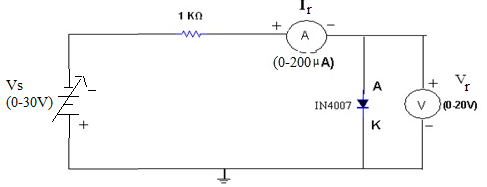 1 KΩ
Ir
+ A −
(0-200µA)
Vs
(0-30V)
−
+
A
IN4007
K
+
Vr
V (0-20V)
−